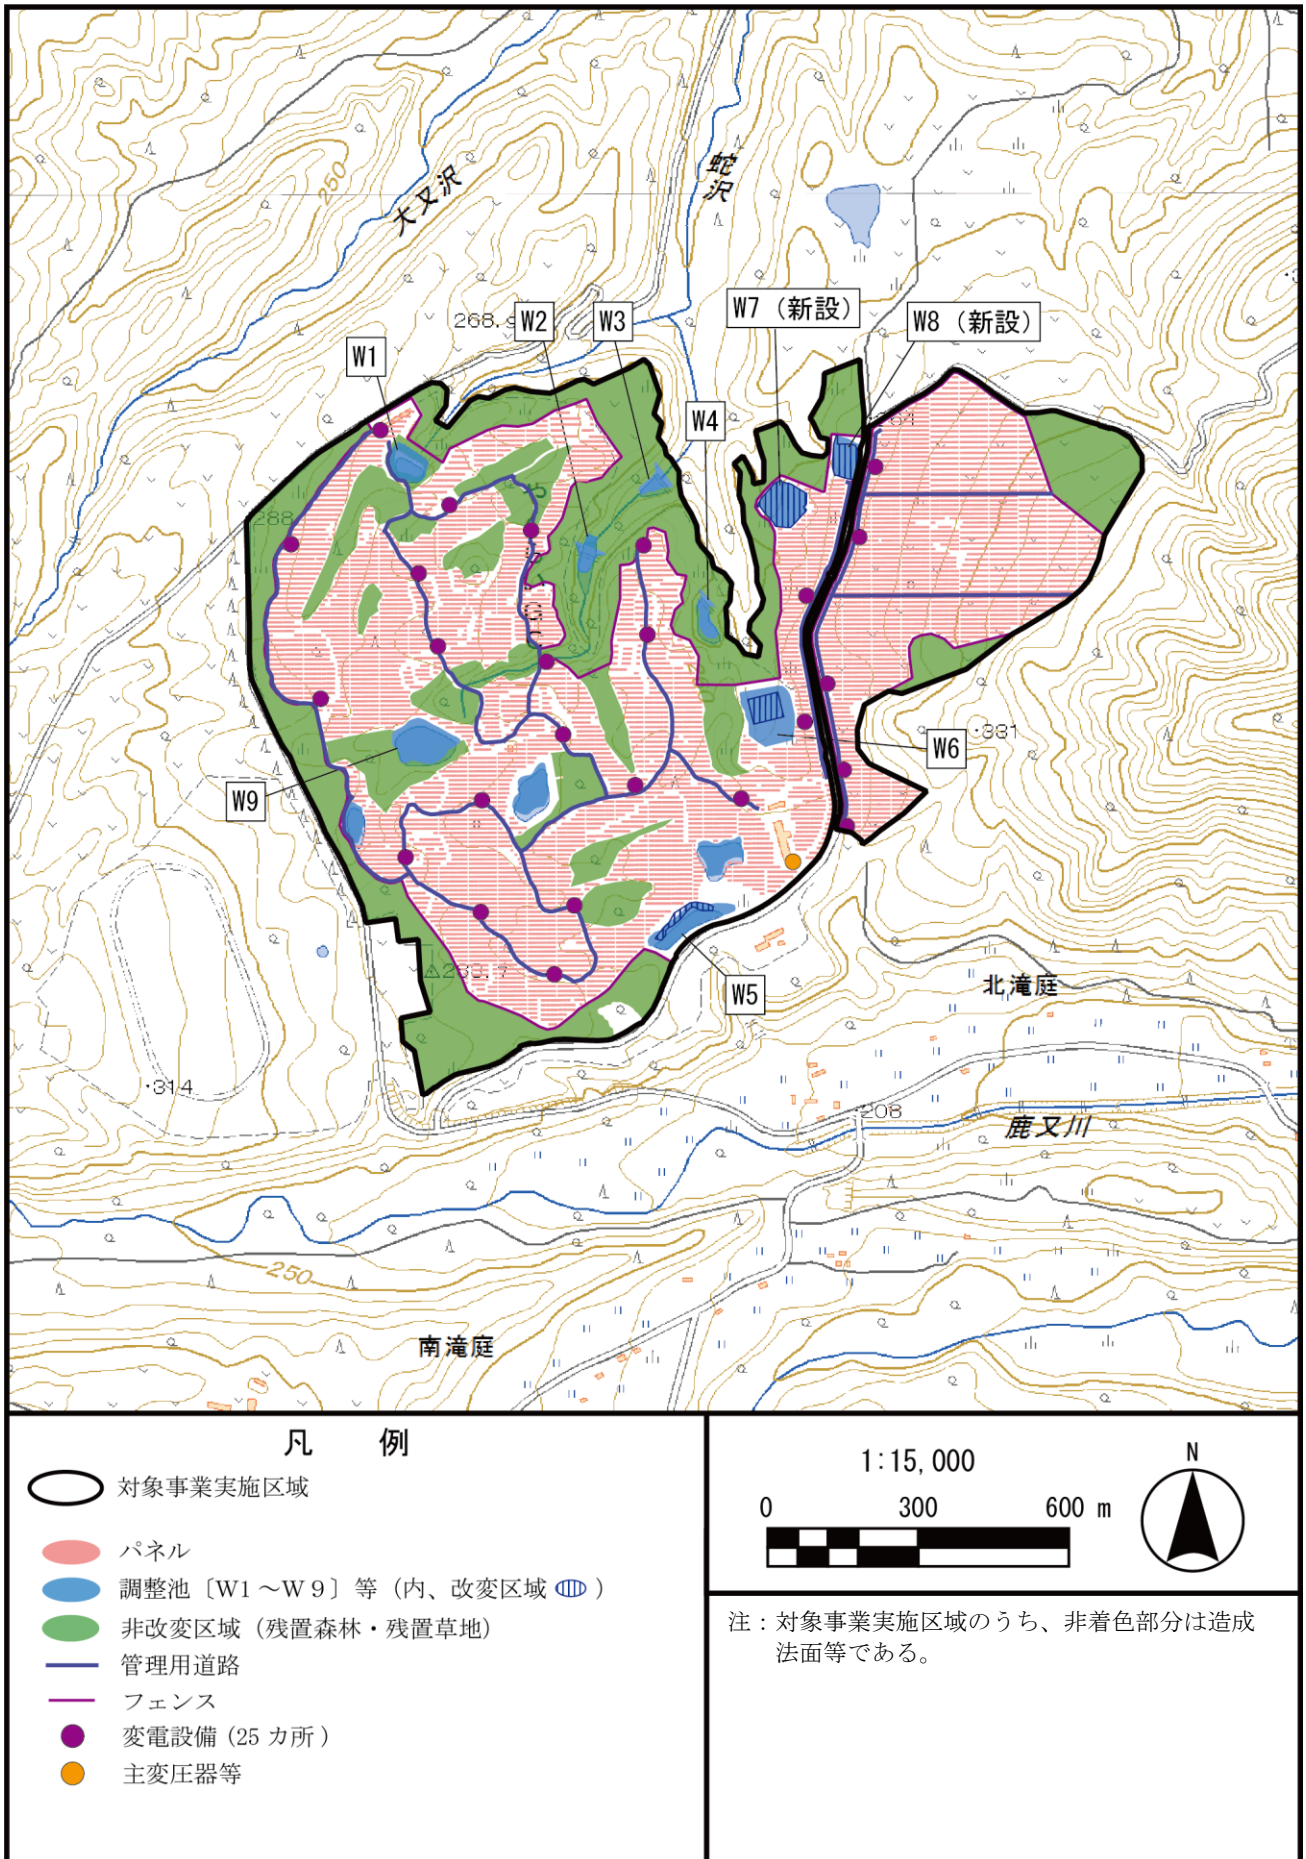 250
大又沢
蛇沢
268.9
W1
W2
W3
W4
W7（新設）
W8（新設）
288
W6
・331
W9
W5
北滝庭
・314
208
鹿又川
250
南滝庭
凡 例
対象事業実施区域
パネル
調整池〔W1～W9〕等（内、改変区域 ）
非改変区域（残置森林・残置草地）
管理用道路
フェンス
変電設備（25カ所）
主変圧器等
1:15,000
0 300 600 m
N
注：対象事業実施区域のうち、非着色部分は造成
法面等である。